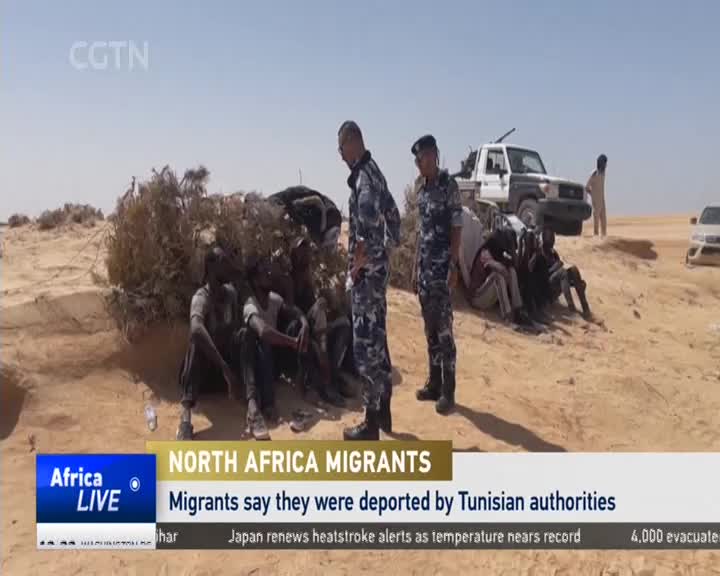 CGTN
NORTH AFRICA MIGRANTS
Africa
LIVE
Migrants say they were deported by Tunisian authorities
Japan renews heatstroke alerts as temperature nears record 4,000 evacuate